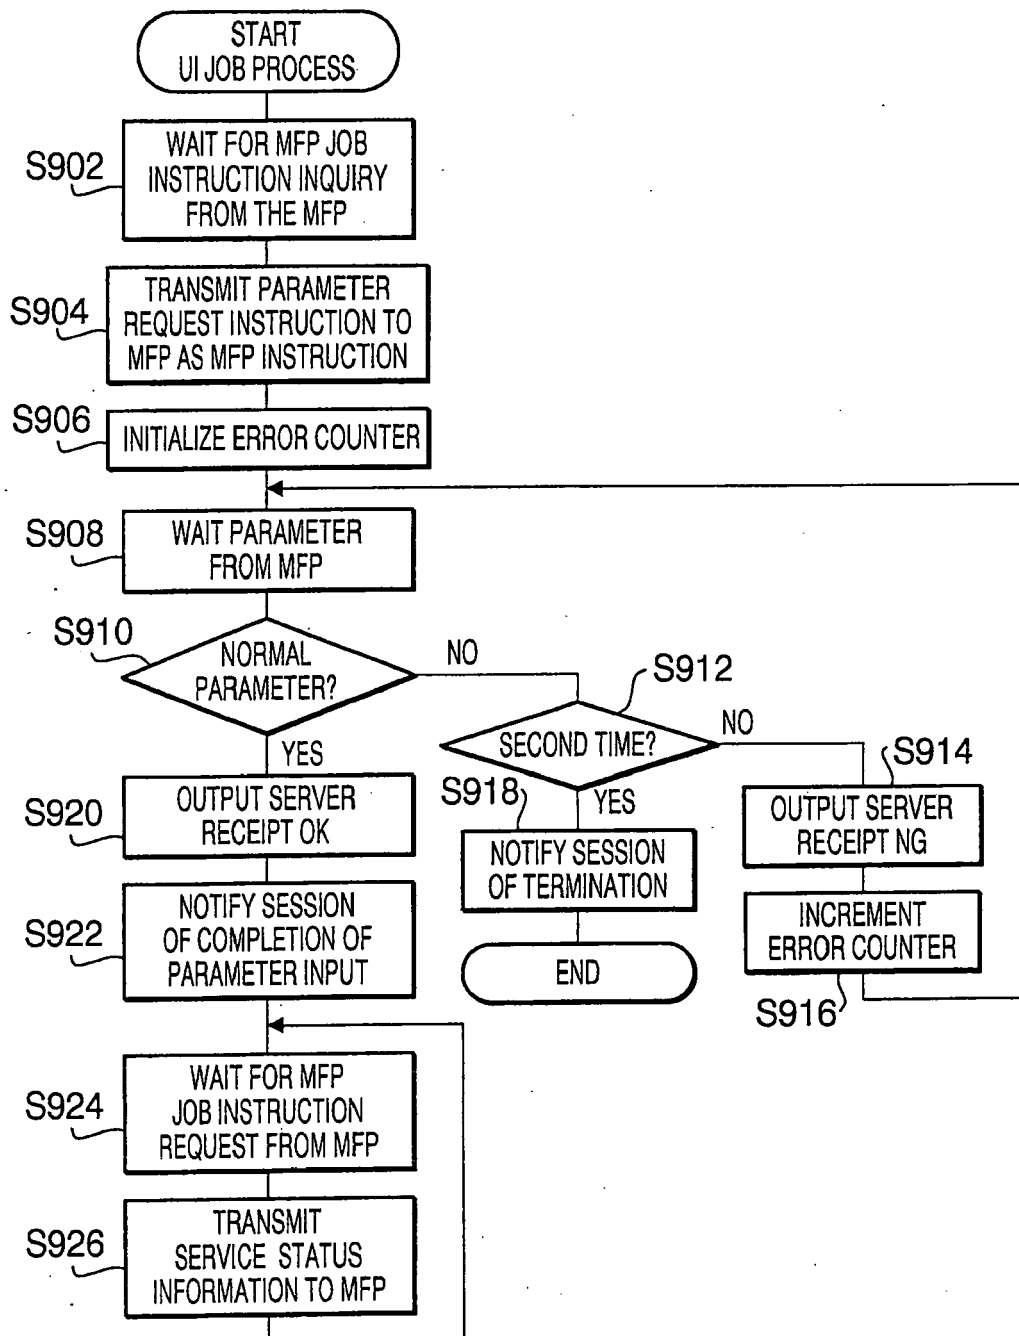 START
UI JOB PROCESS
S902
WAIT FOR MFP JOB
INSTRUCTION INQUIRY
FROM THE MFP
S904
TRANSMIT PARAMETER
REQUEST INSTRUCTION TO
MFP AS MFP INSTRUCTION
S906
INITIALIZE ERROR COUNTER
S908
WAIT PARAMETER
FROM MFP
S910
NORMAL
PARAMETER?
NO
YES
S912
SECOND TIME?
NO
YES
S914
OUTPUT SERVER
RECEIPT NG
INCREMENT
ERROR COUNTER
S916
S918
NOTIFY SESSION
OF TERMINATION
END
S920
OUTPUT SERVER
RECEIPT OK
S922
NOTIFY SESSION
OF COMPLETION OF
PARAMETER INPUT
S924
WAIT FOR MFP
JOB INSTRUCTION
REQUEST FROM MFP
S926
TRANSMIT
SERVICE STATUS
INFORMATION TO MFP